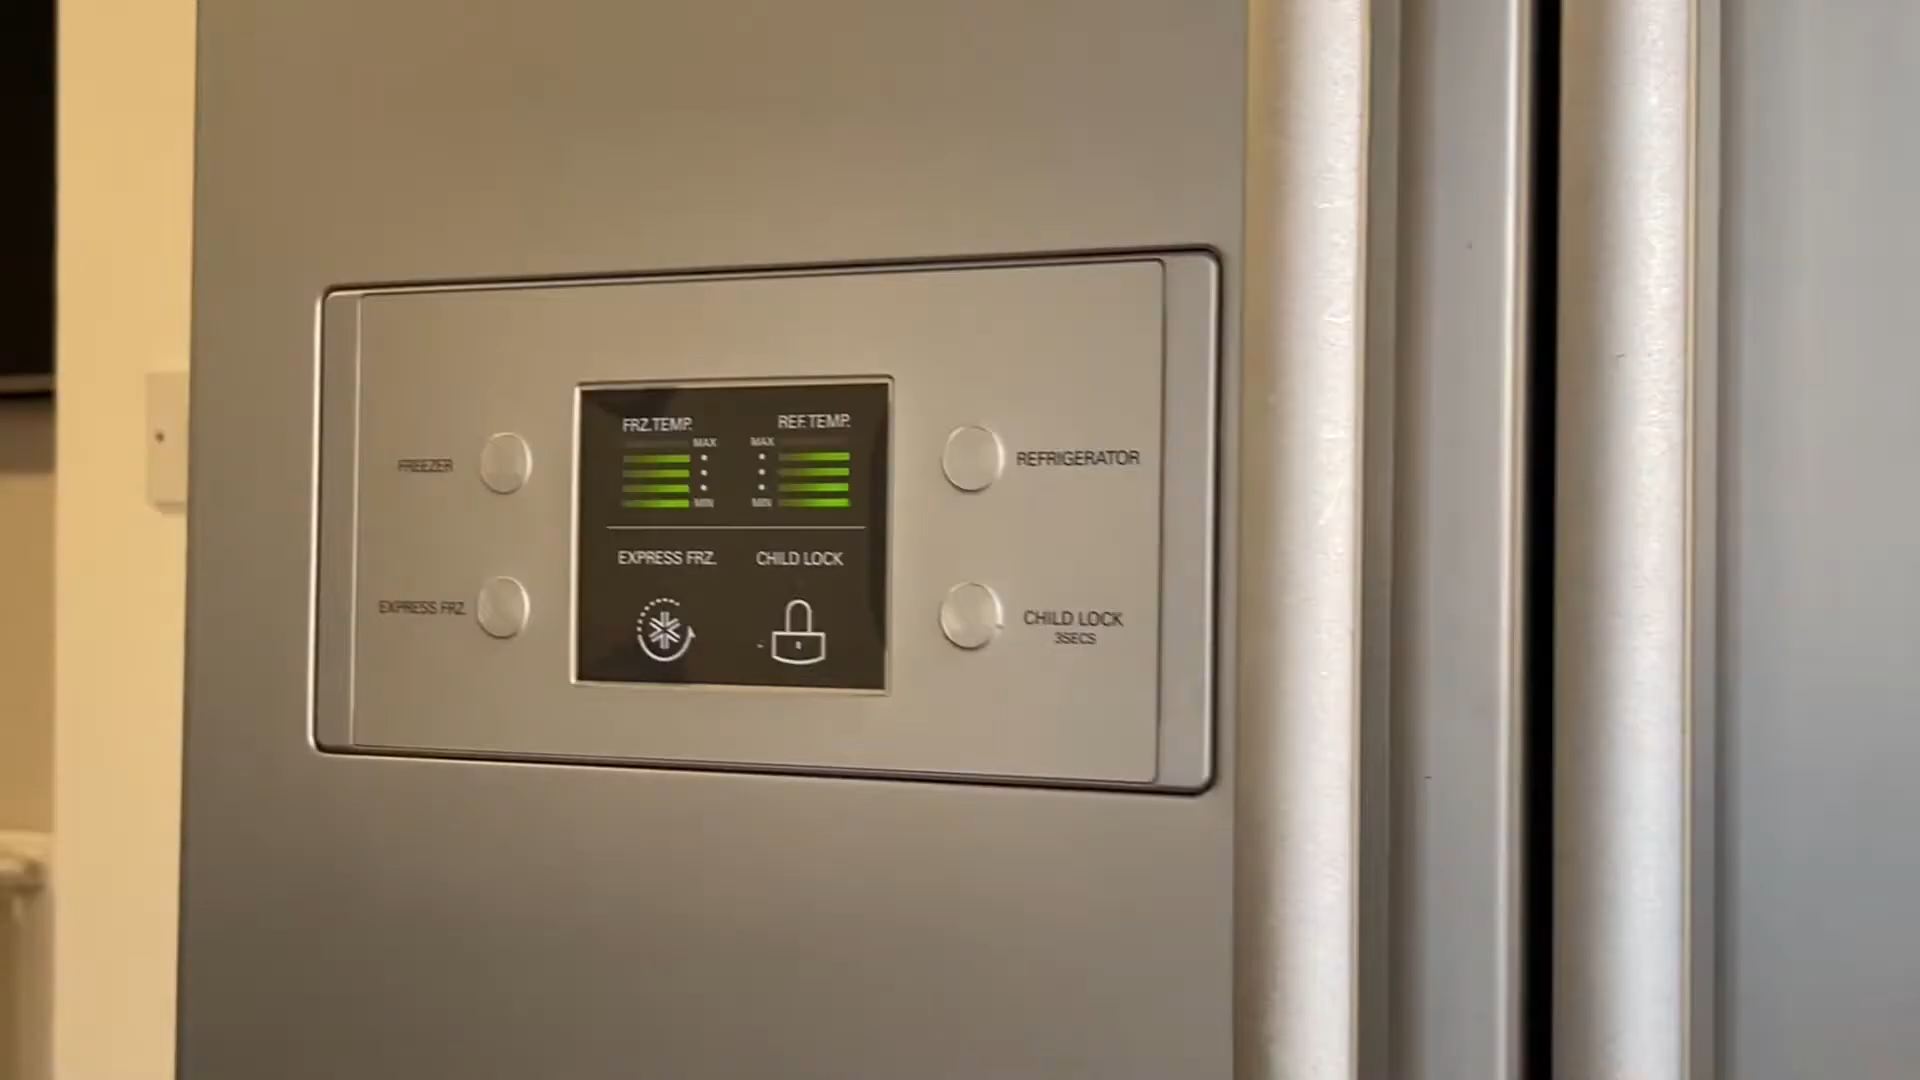 FRZ.TEMP. REF.TEMP.
MAX MAX
FREEZER REFRIGERATOR
MIN MIN
EXPRESS FRZ. CHILD LOCK
EXPRESS FRZ. CHILD LOCK
3SECS